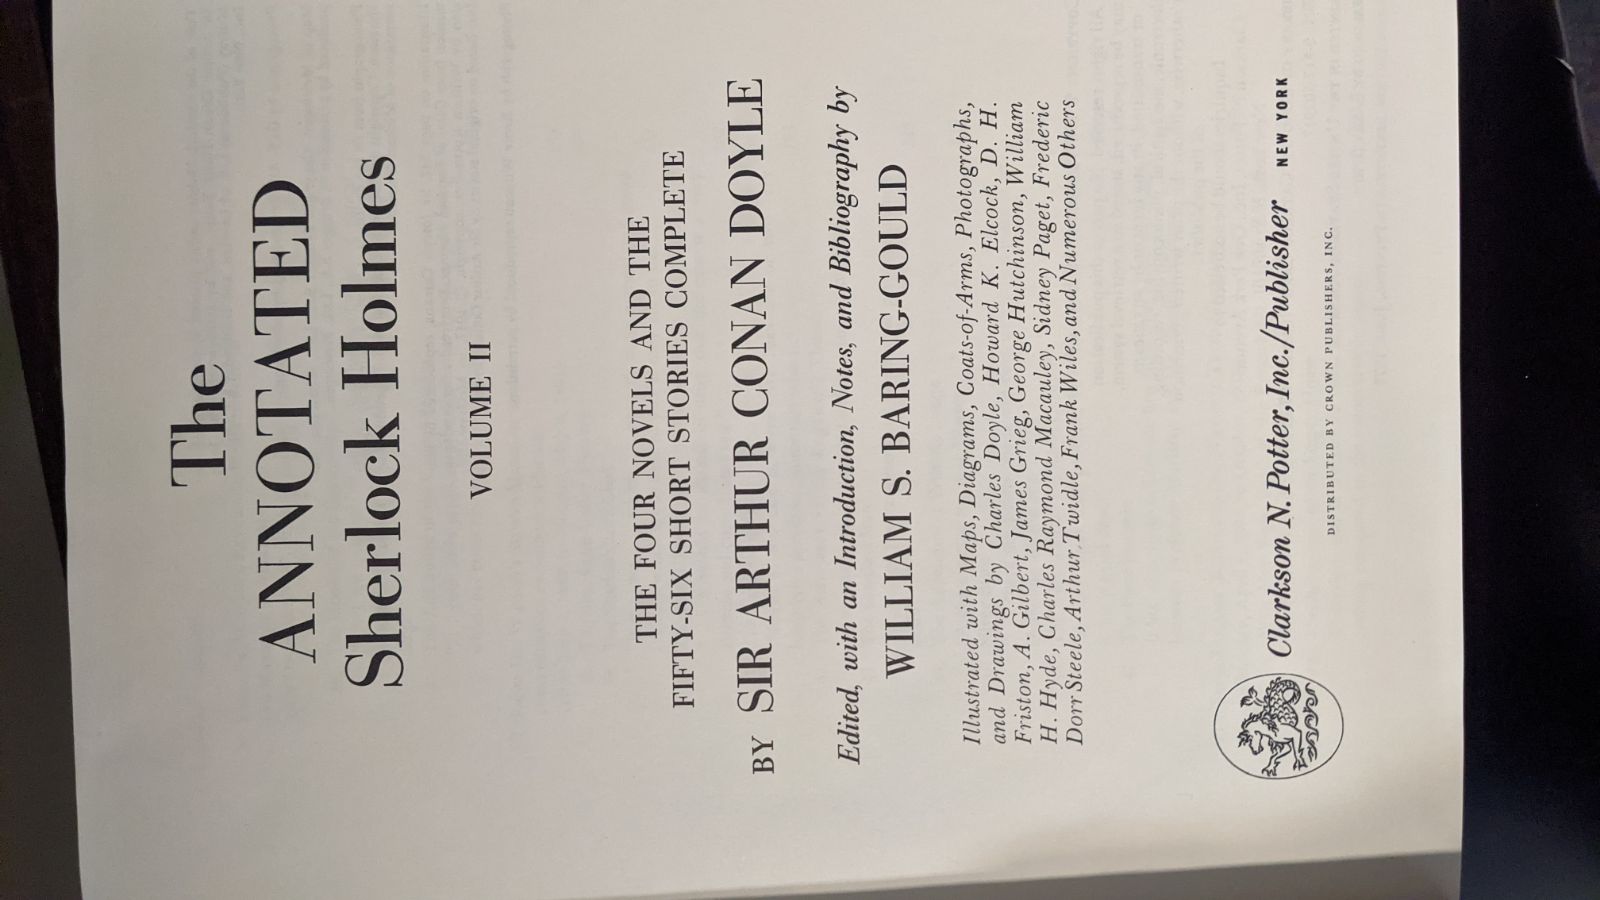 The
ANNOTATED
Sherlock Holmes
VOLUME II
THE FOUR NOVELS AND THE
FIFTY-SIX SHORT STORIES COMPLETE
BY SIR ARTHUR CONAN DOYLE
Edited, with an Introduction, Notes, and Bibliography by
WILLIAM S. BARING-GOULD
Illustrated with Maps, Diagrams, Coats-of-Arms, Photographs,
and Drawings by Charles Doyle, Howard K. Elcock, D. H.
Friston, A. Gilbert, James Grieg, George Hutchinson, William
H. Hyde, Charles Raymond Macauley, Sidney Paget, Frederic
Dorr Steele, Arthur Twidle, Frank Wiles, and Numerous Others
Clarkson N. Potter, Inc./Publisher NEW YORK
DISTRIBUTED BY CROWN PUBLISHERS, INC.